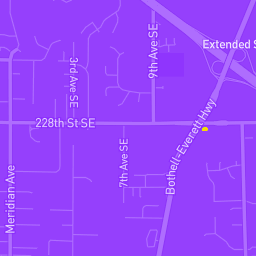 Extended S
9th Ave SE
3rd Ave SE
228th St SE
7th Ave SE
Bothell-Everett Hwy
Meridian Ave